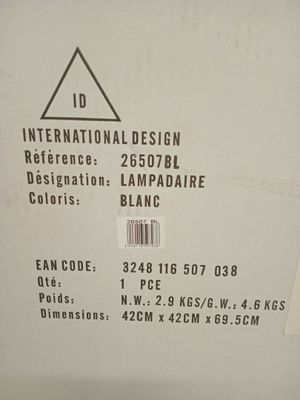 ID
INTERNATIONAL DESIGN
Référence: 26507BL
Désignation: LAMPADAIRE
Coloris: BLANC
26507 BL
EAN CODE: 3248 116 507 038
Qté: 1 PCE
Poids: N.W.: 2.9 KGS/G.W.: 4.6 KGS
Dimensions: 42CM x 42CM x 69.5CM